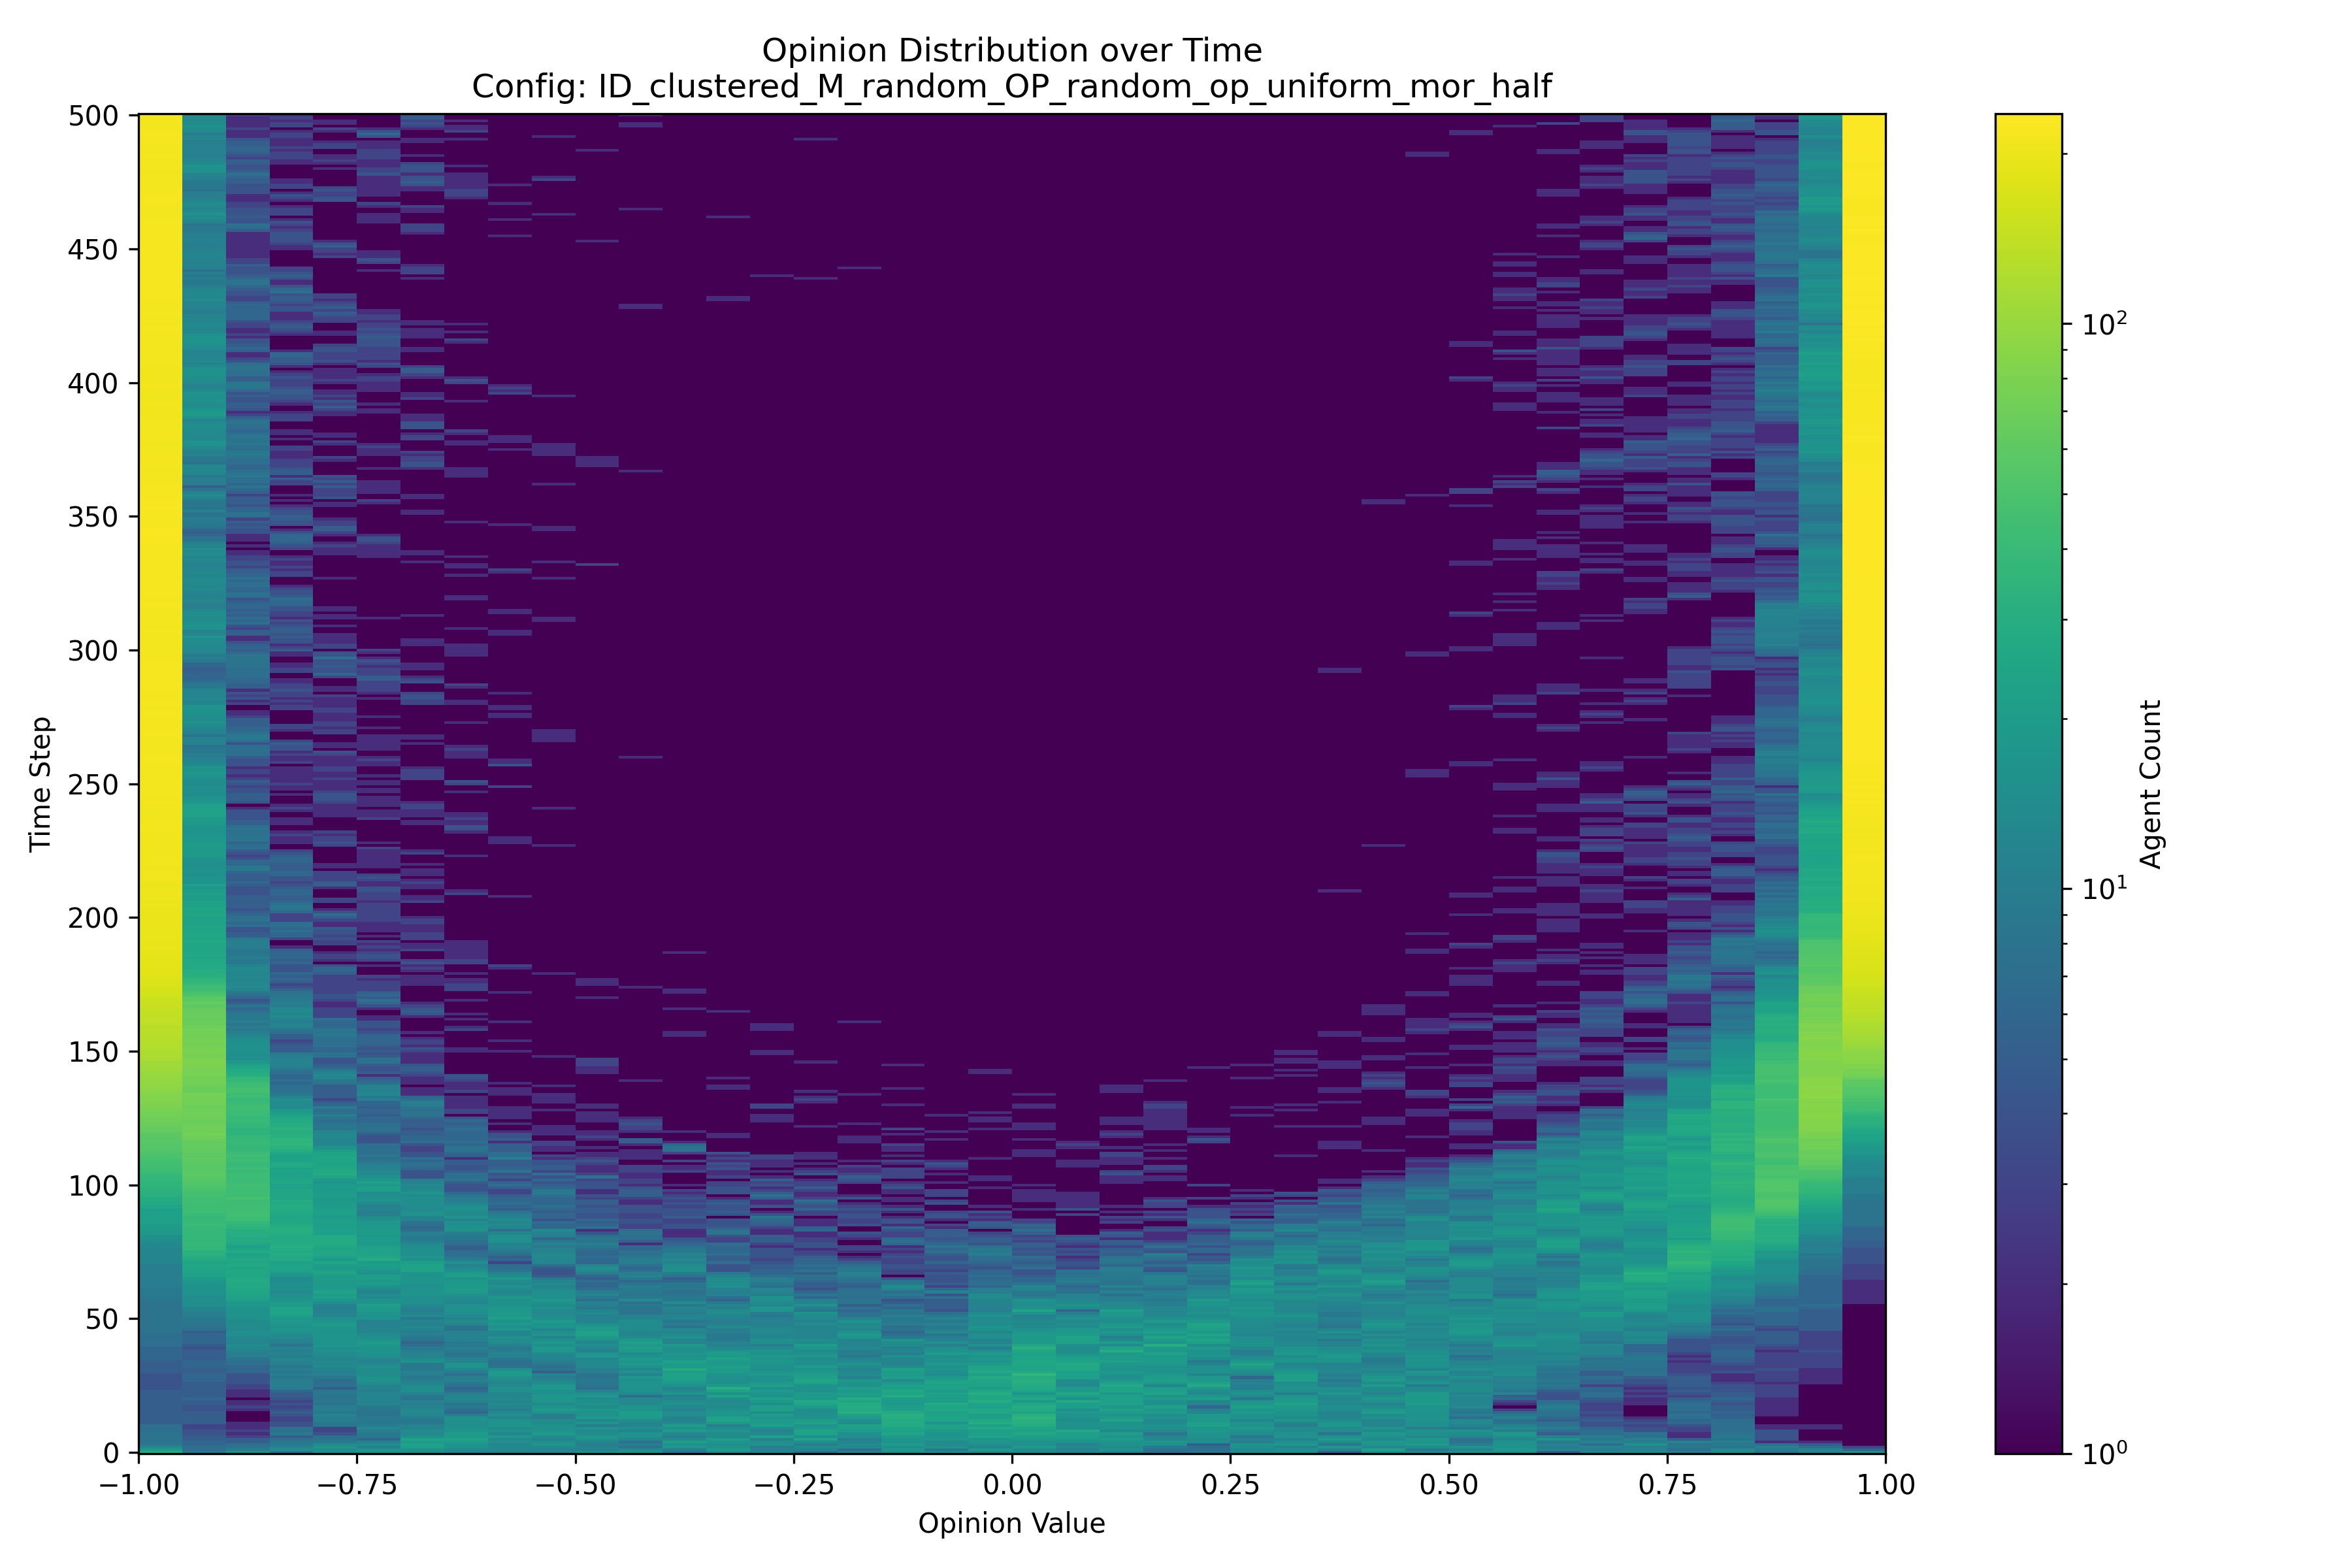 Opinion Distribution over Time
Config: ID_clustered_M_random_OP_random_op_uniform_mor_half
500
450
400
350
300
250
200
150
100
50
0
Time Step
−1.00 −0.75 −0.50 −0.25 0.00 0.25 0.50 0.75 1.00
Opinion Value
10²
10¹
10⁰
Agent Count